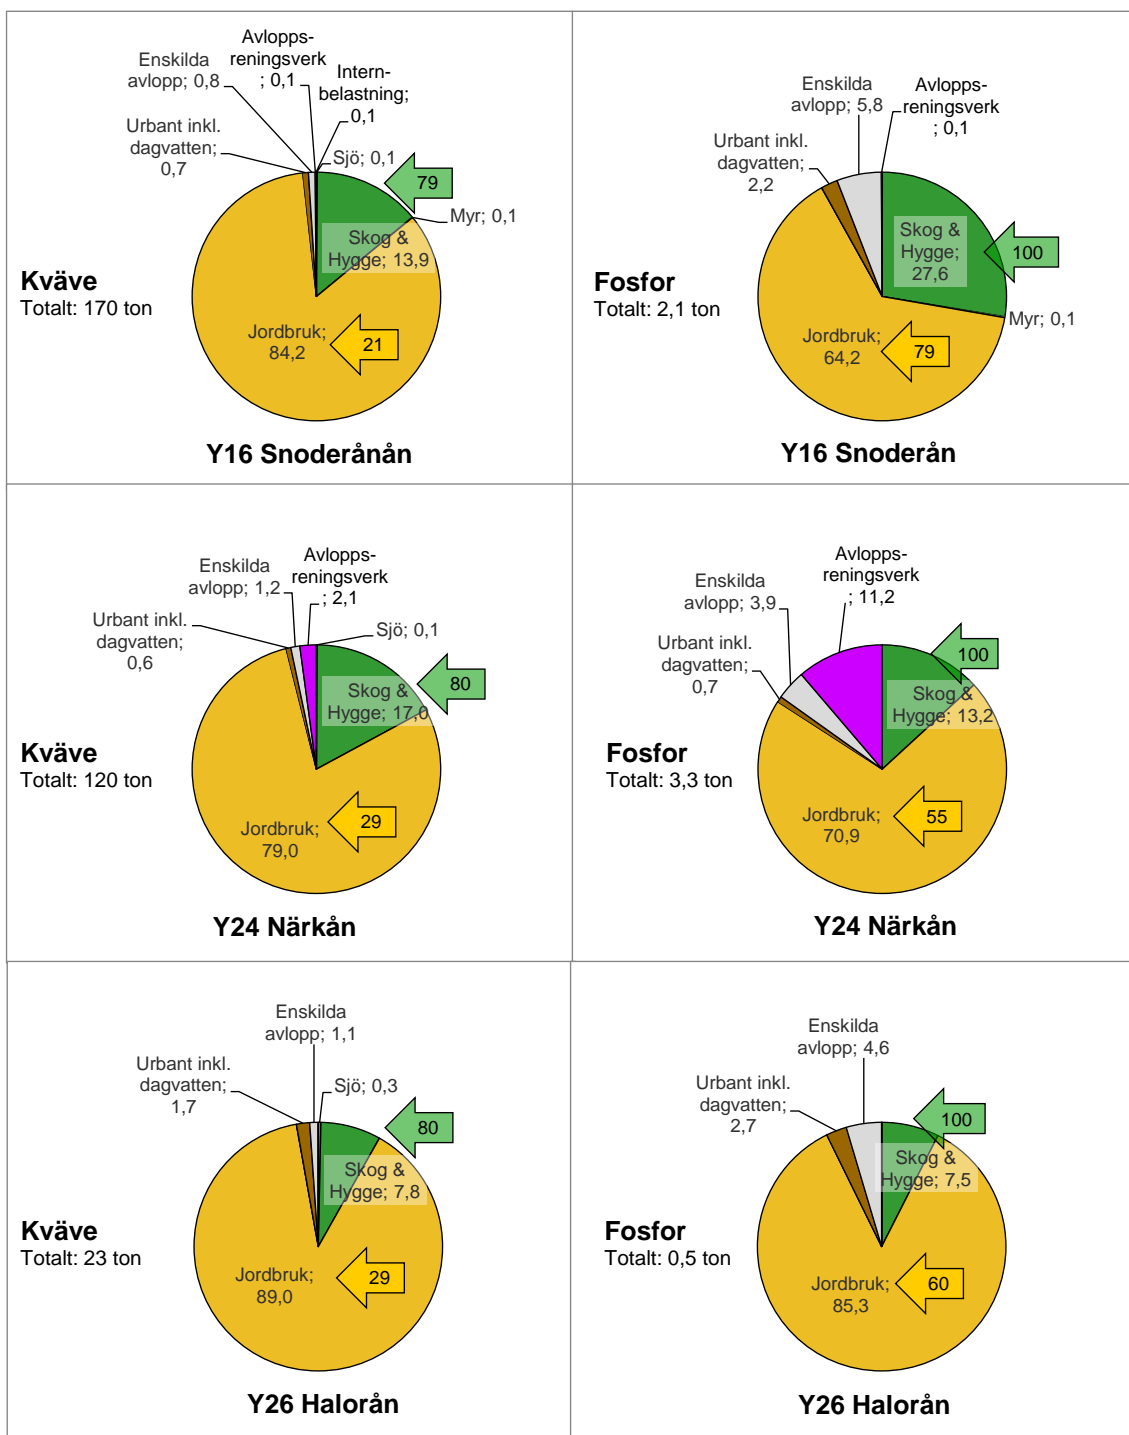 Avlopps-
reningsverk
; 0,1
Enskilda
avlopp; 0,8
Intern-
belastning;
0,1
Urbant inkl.
dagvatten;
0,7
Sjö; 0,1
79
Myr; 0,1
Skog &
Hygge; 13,9
Kväve
Totalt: 170 ton
Jordbruk;
84,2
21
Y16 Snoderånån
Enskilda
avlopp; 5,8
Avlopps-
reningsverk
; 0,1
Urbant inkl.
dagvatten;
2,2
Skog &
Hygge;
27,6
100
Fosfor
Totalt: 2,1 ton
Myr; 0,1
Jordbruk;
64,2
79
Y16 Snoderån
Enskilda
avlopp; 1,2
Avlopps-
reningsverk
; 2,1
Urbant inkl.
dagvatten;
0,6
Sjö; 0,1
80
Skog &
Hygge; 17,0
Kväve
Totalt: 120 ton
Jordbruk;
79,0
29
Y24 Närkån
Avlopps-
reningsverk
; 11,2
Enskilda
avlopp; 3,9
Urbant inkl.
dagvatten;
0,7
100
Skog &
Hygge; 13,2
Fosfor
Totalt: 3,3 ton
Jordbruk;
70,9
55
Y24 Närkån
Enskilda
avlopp; 1,1
Urbant inkl.
dagvatten;
1,7
Sjö; 0,3
80
Skog &
Hygge; 7,8
Kväve
Totalt: 23 ton
Jordbruk;
89,0
29
Y26 Halorån
Enskilda
avlopp; 4,6
Urbant inkl.
dagvatten;
2,7
100
Skog &
Hygge; 7,5
Fosfor
Totalt: 0,5 ton
Jordbruk;
85,3
60
Y26 Halorån